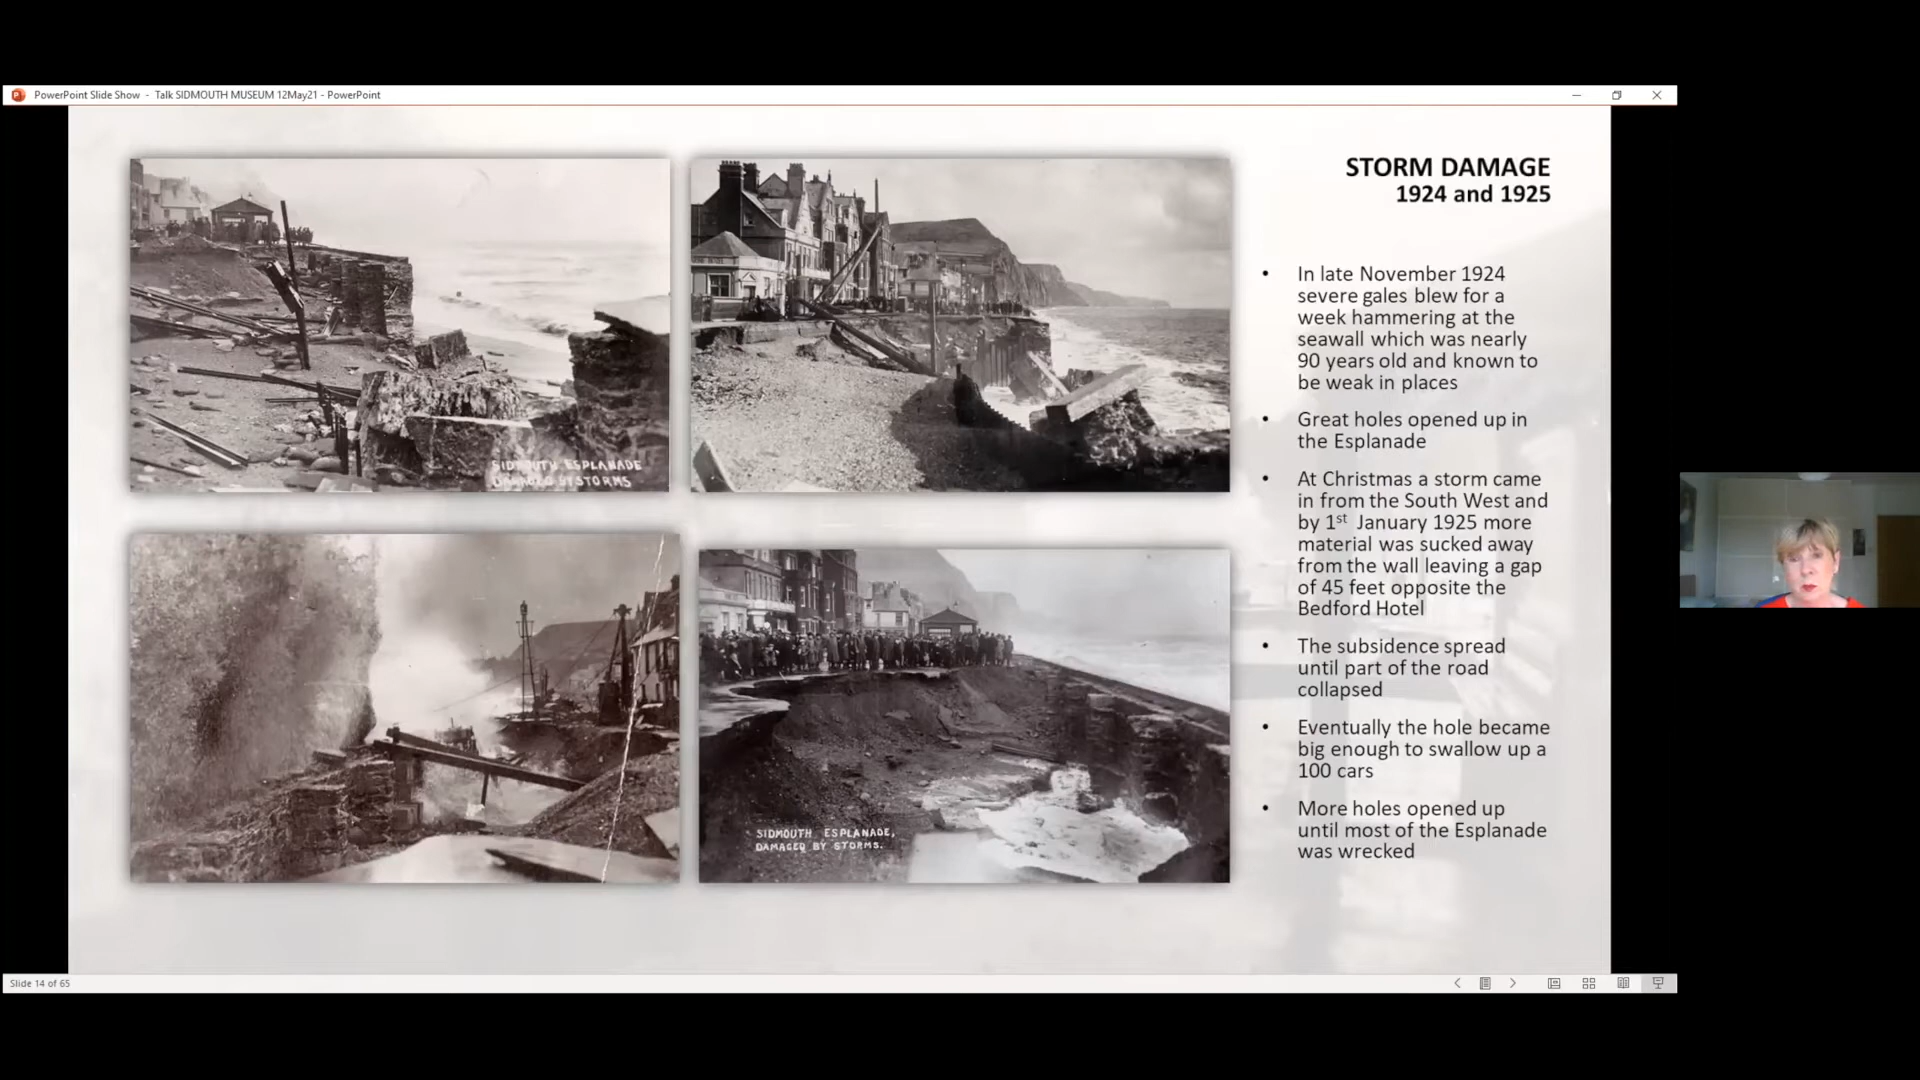 PowerPoint Slide Show - Talk SIDMOUTH MUSEUM 12May21 - PowerPoint
STORM DAMAGE
1924 and 1925
• In late November 1924
severe gales blew for a
week hammering at the
seawall which was nearly
90 years old and known to
be weak in places
• Great holes opened up in
the Esplanade
• At Christmas a storm came
in from the South West and
by 1st January 1925 more
material was sucked away
from the wall leaving a gap
of 45 feet opposite the
Bedford Hotel
• The subsidence spread
until part of the road
collapsed
• Eventually the hole became
big enough to swallow up a
100 cars
• More holes opened up
until most of the Esplanade
was wrecked
SIDMOUTH ESPLANADE
DAMAGED BY STORMS
SIDMOUTH ESPLANADE,
DAMAGED BY STORMS.
Slide 14 of 65